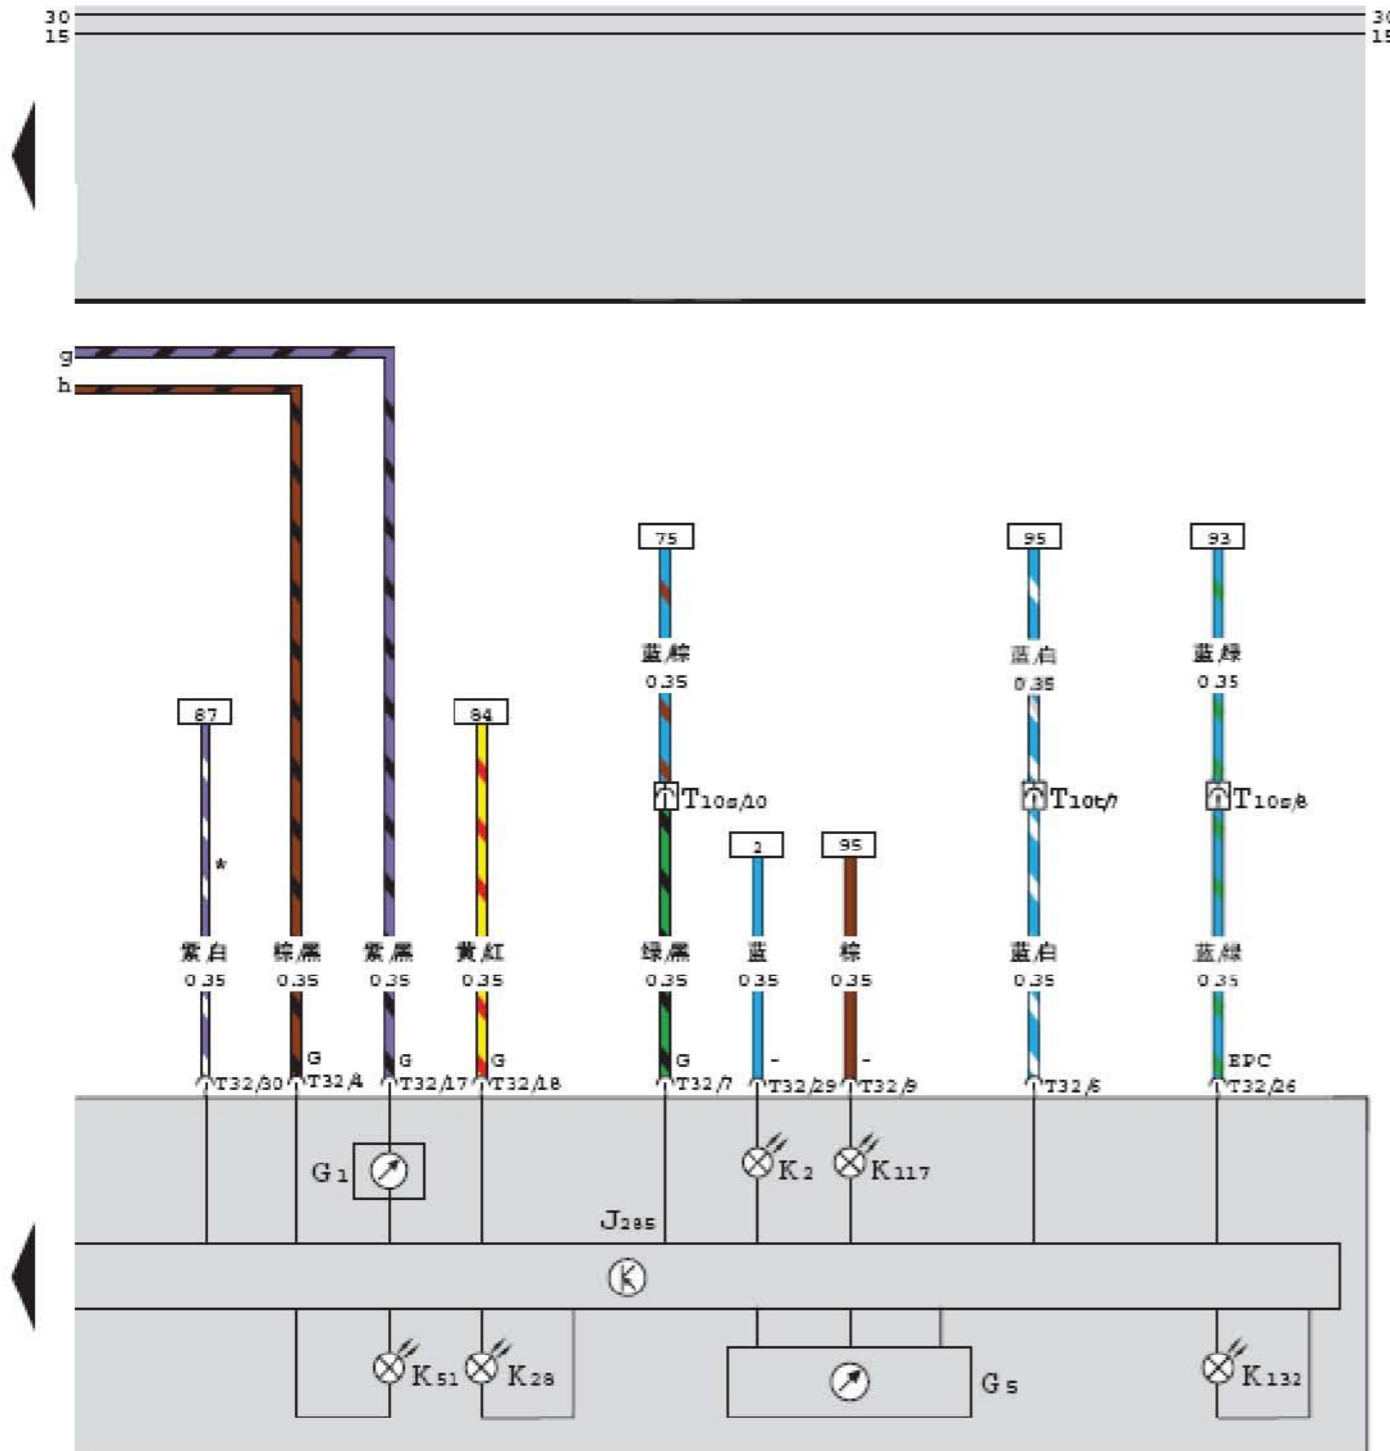 30 30
15 15
g
h
75 95 93
蓝/棕 蓝/白 蓝/绿
0.35 0.35 0.35
87 84
T10s/10 T10t/7 T10s/8
2 95
*
紫/白 棕/黑 紫/黑 黄/红 绿/黑 蓝 棕 蓝/白 蓝/绿
0.35 0.35 0.35 0.35 0.35 0.35 0.35 0.35 0.35
G G G G - - EPC
T32/30 T32/4 T32/17 T32/18 T32/7 T32/29 T32/9 T32/26
G1 K2 K117
J285
K
K51 K28 G5 K132